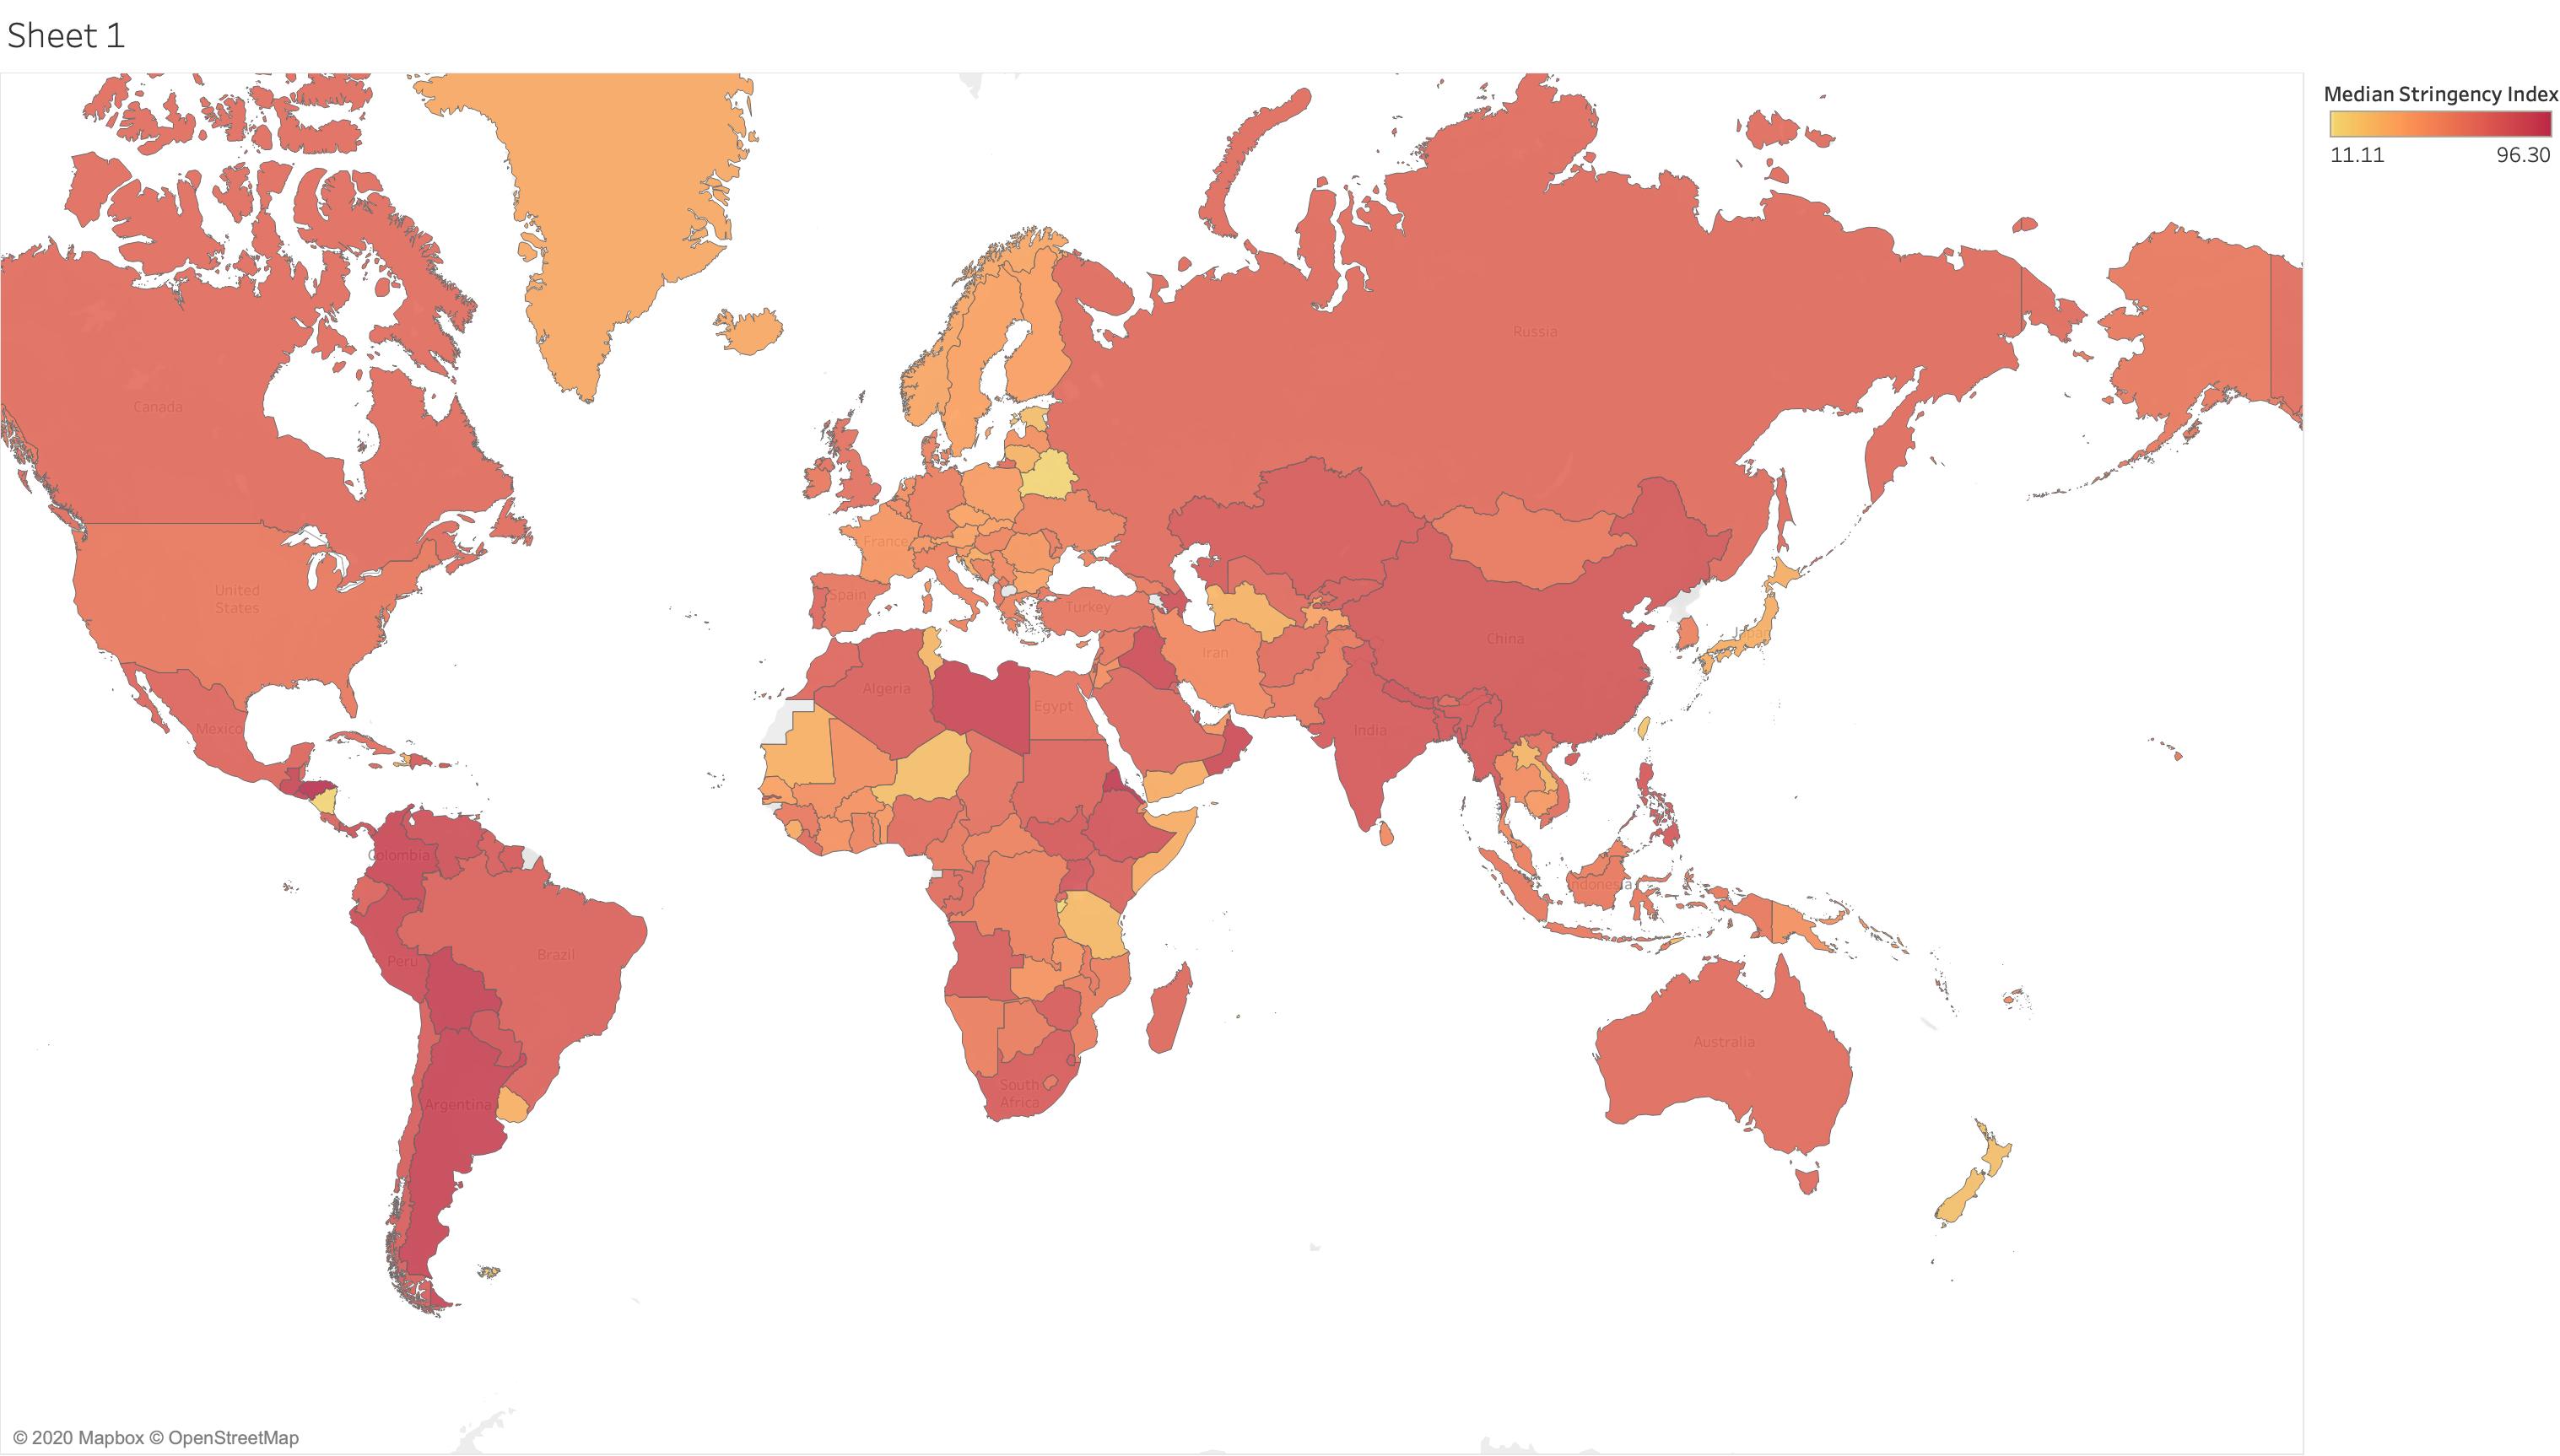 Sheet 1
Median Stringency Index
11.11
96.30
Russia
Canada
France
United
States
Spain
Turkey
Japan
China
Iran
Algeria
Egypt
Mexico
India
Colombia
Indonesia
Brazil
Peru
Australia
South
Africa
Argentina
© 2020 Mapbox © OpenStreetMap